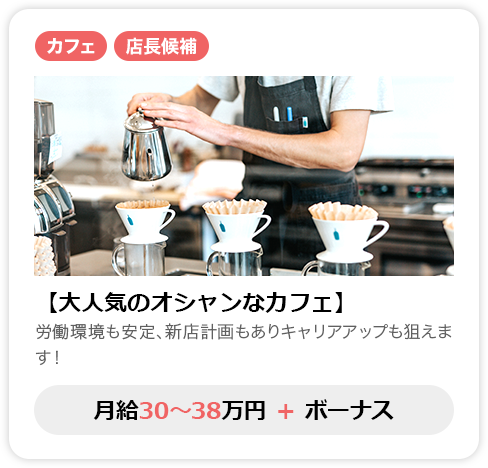 カフェ 店長候補
【大人気のオシャンなカフェ】
労働環境も安定、新店計画もありキャリアアップも狙えま
す！
月給30～38万円 + ボーナス